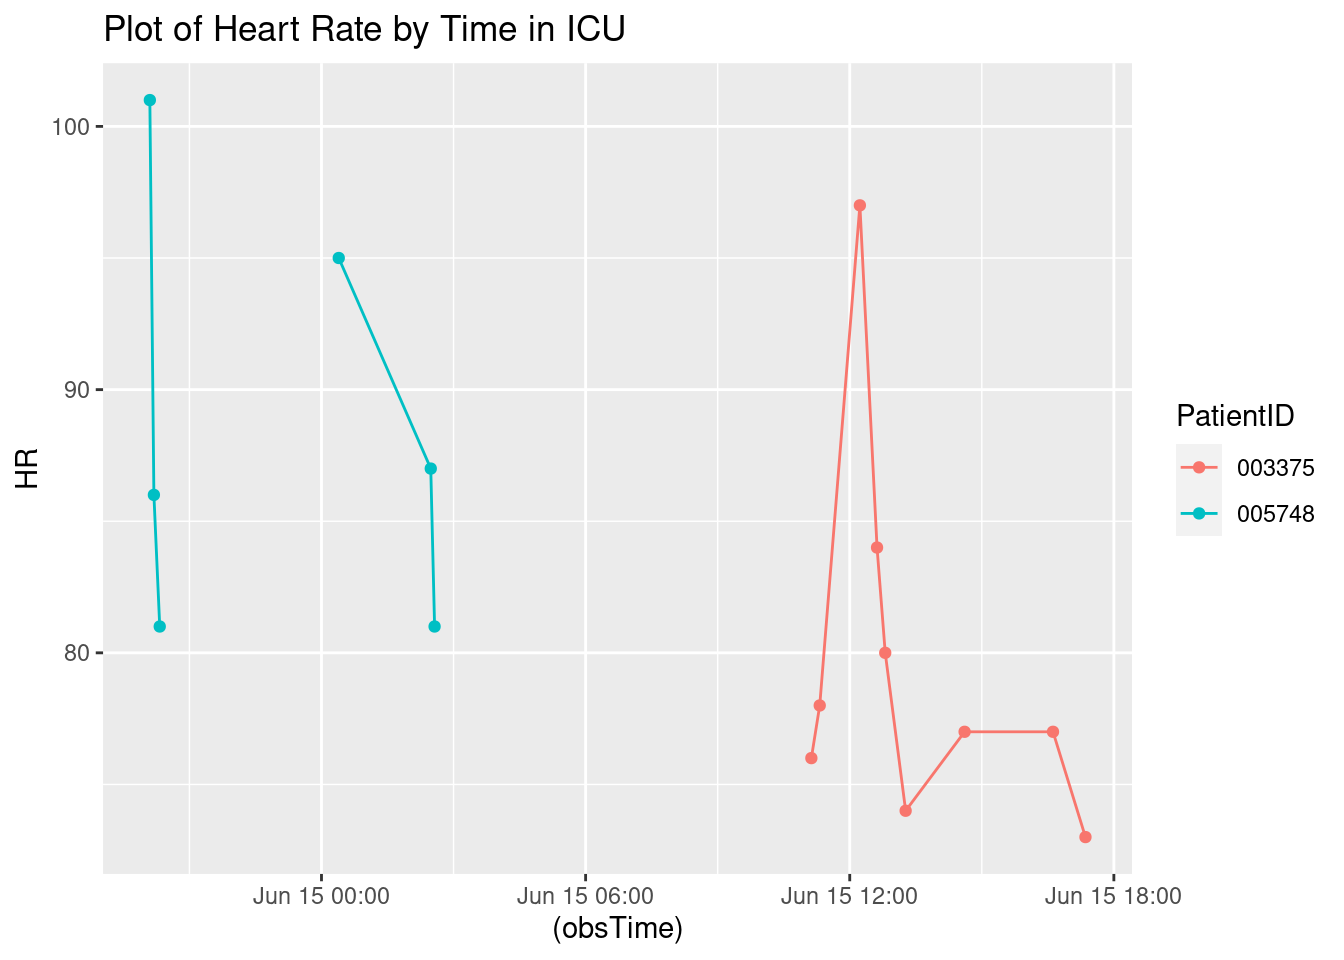 Plot of Heart Rate by Time in ICU
100
90
80
HR
Jun 15 00:00 Jun 15 06:00 Jun 15 12:00 Jun 15 18:00
(obsTime)
PatientID
003375
005748